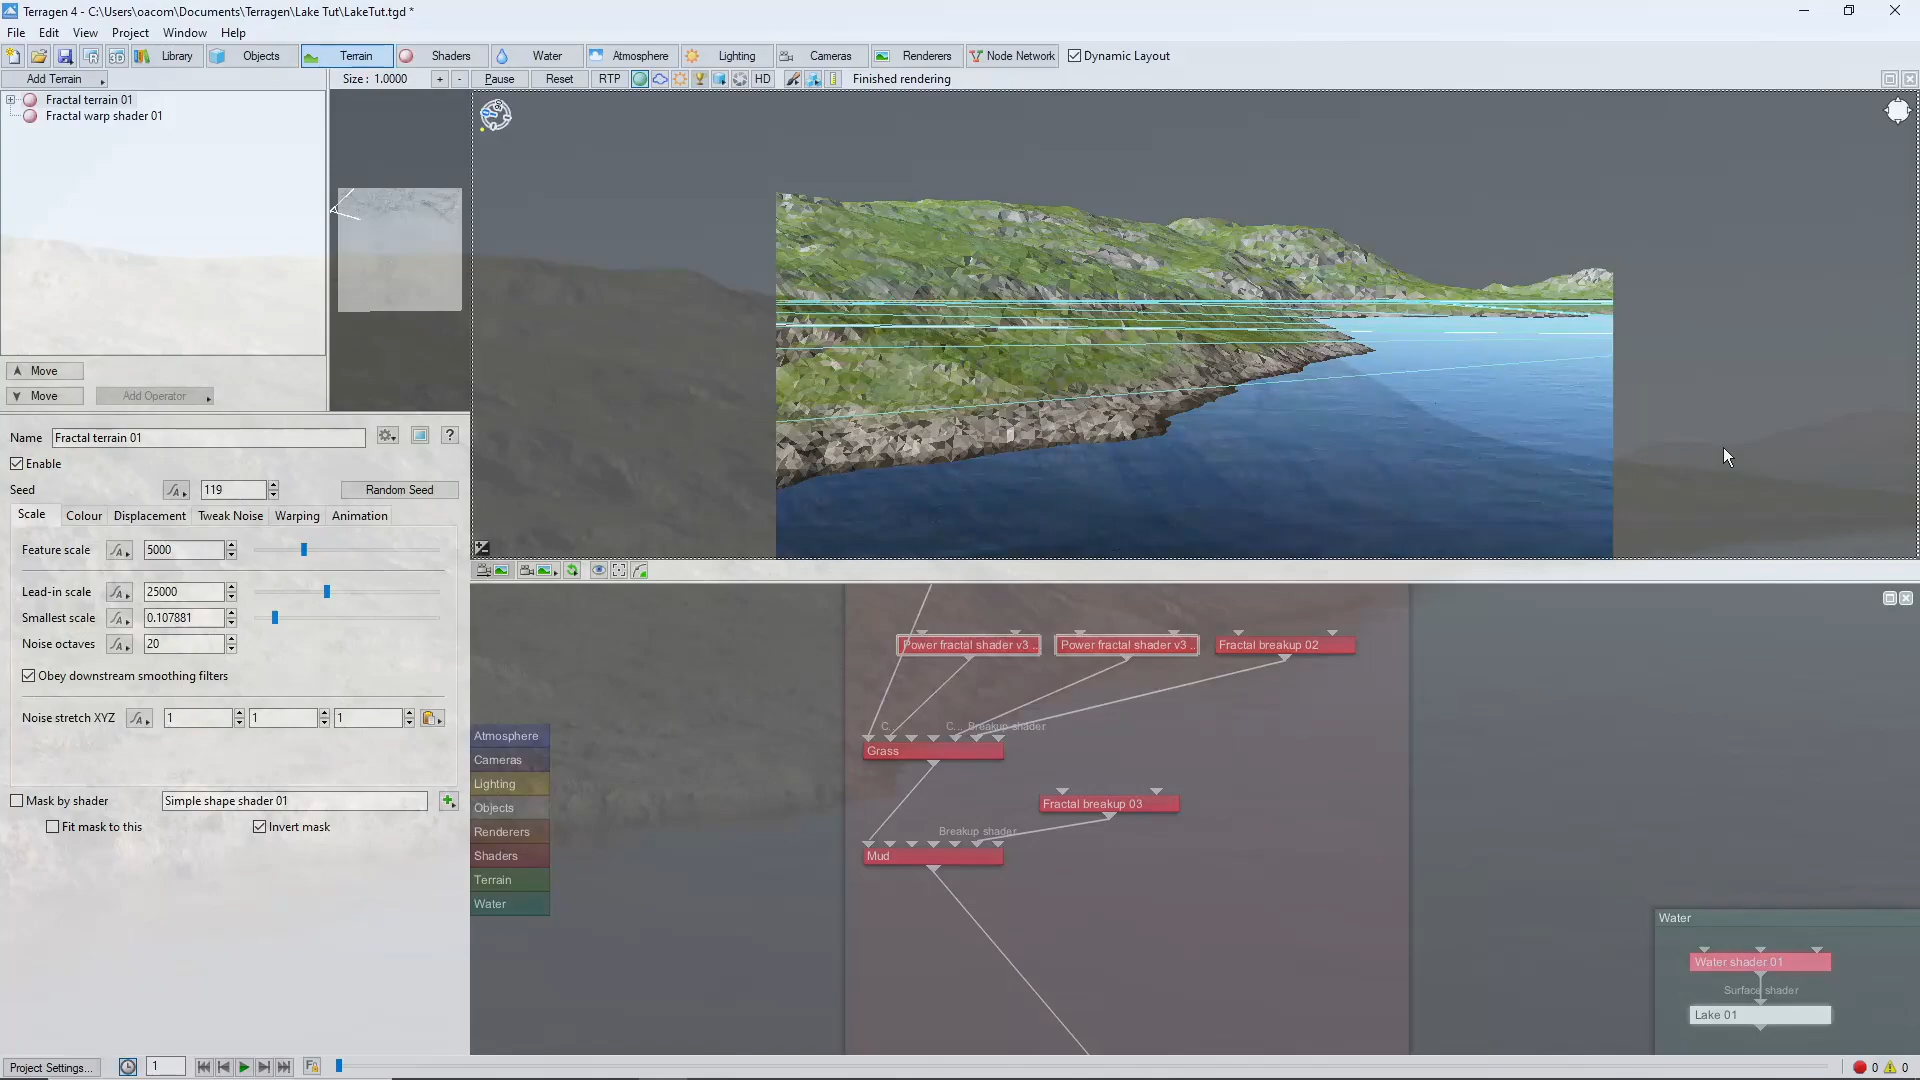 Terragen 4 - C:\Users\oacom\Documents\Terragen\Lake Tut\LakeTut.tgd *
File Edit View Project Window Help
Library Objects Terrain Shaders Water Atmosphere Lighting Cameras Renderers Node Network Dynamic Layout
Add Terrain Size : 1.0000 + - Pause Reset RTP HD Finished rendering
Fractal terrain 01
Fractal warp shader 01
Move
Move Add Operator
Name Fractal terrain 01 ?
Enable
Seed 119 Random Seed
Scale Colour Displacement Tweak Noise Warping Animation
Feature scale 5000
Lead-in scale 25000
Smallest scale 0.107881
Noise octaves 20
Obey downstream smoothing filters
Noise stretch XYZ 1 1 1
Mask by shader Simple shape shader 01
Fit mask to this Invert mask
Power fractal shader v3 ... Power fractal shader v3 ... Fractal breakup 02
C... C... Breakup shader
Grass
Fractal breakup 03
Breakup shader
Mud
Atmosphere
Cameras
Lighting
Objects
Renderers
Shaders
Terrain
Water
Water
Water shader 01
Surface shader
Lake 01
Project Settings... 1 0 0